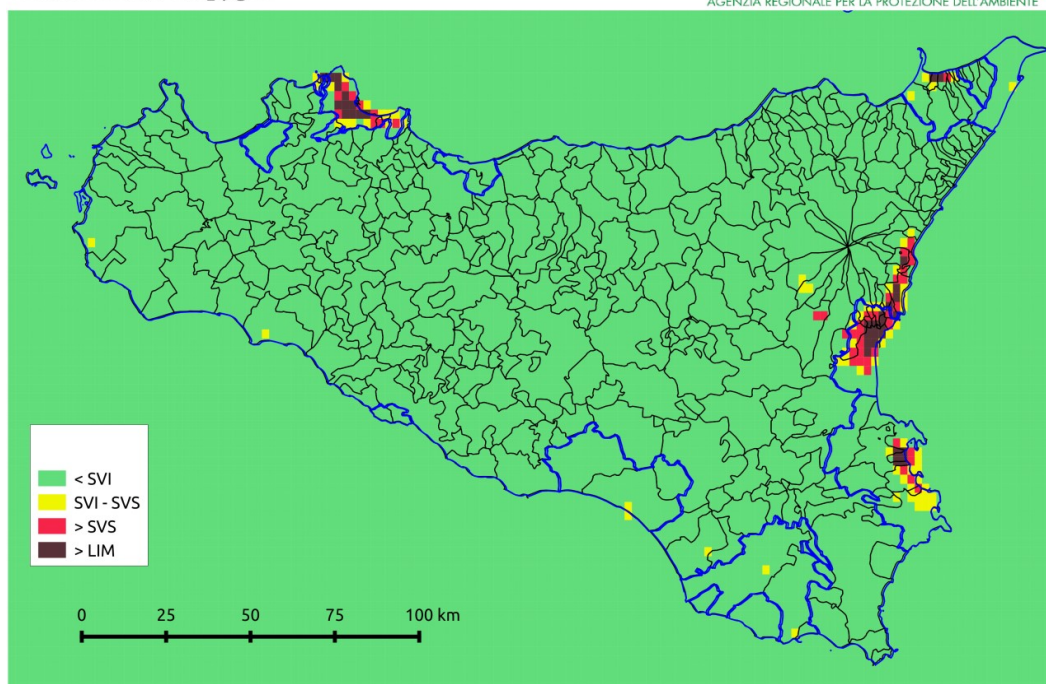 AGENZIA REGIONALE PER LA PROTEZIONE DELL'AMBIENTE
< SVI
SVI - SVS
> SVS
> LIM
0 25 50 75 100 km